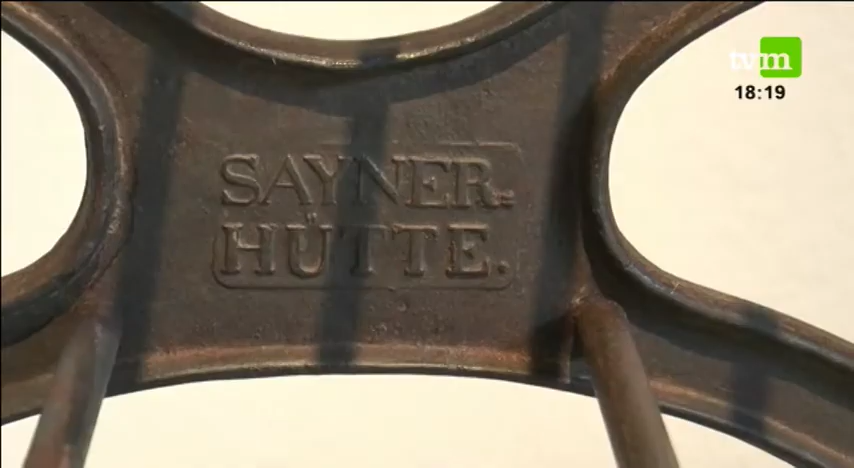 tvm
18:19
SAYNER=
HÜTTE.